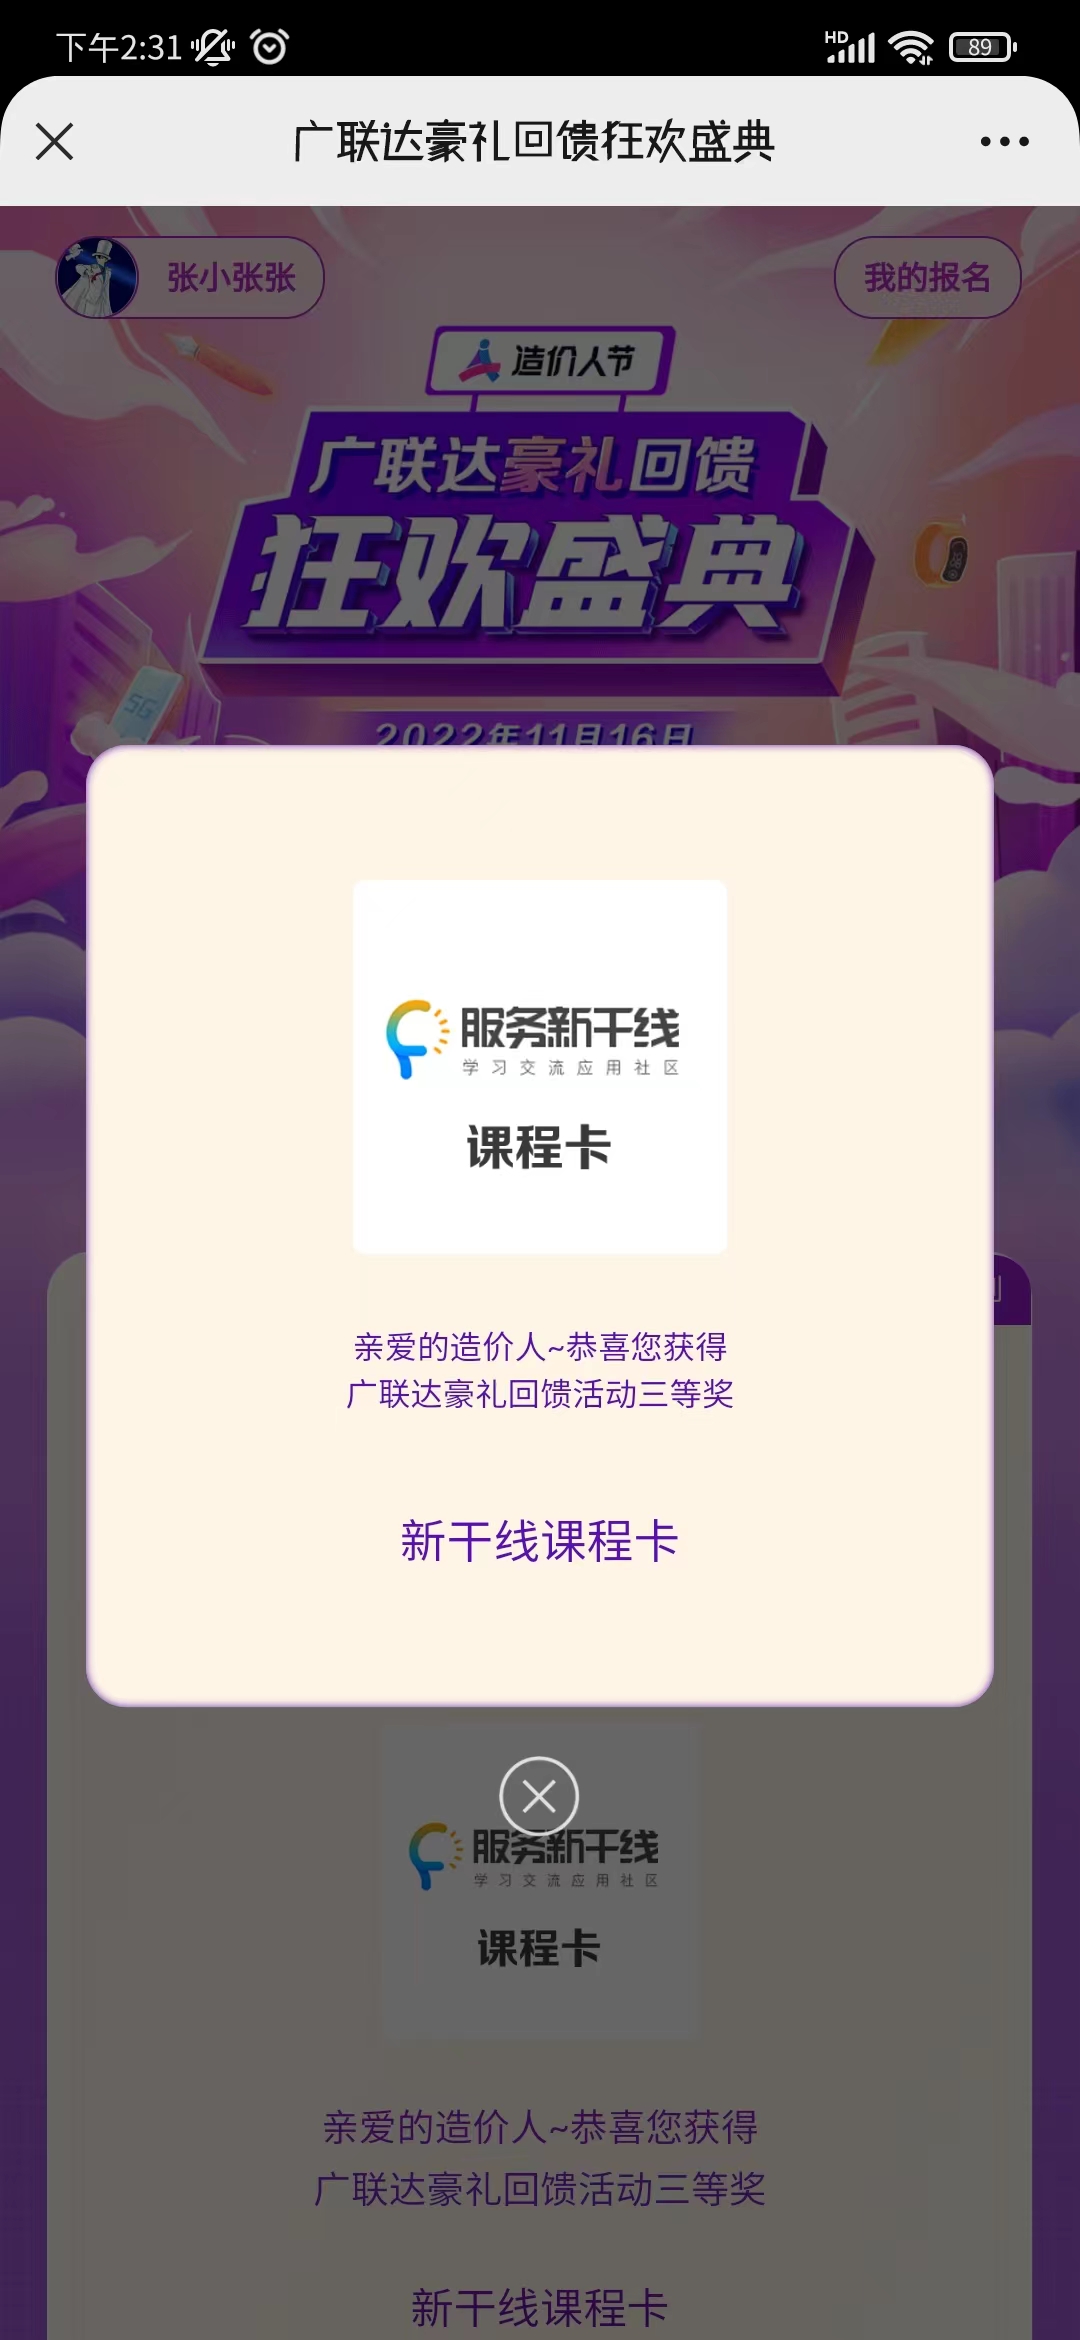 下午2:31
HD
89
广联达豪礼回馈狂欢盛典
张小张张
我的报名
造价人节
广联达豪礼回馈
狂欢盛典
5G
2022年11月16日
服务新干线
学习交流应用社区
课程卡
亲爱的造价人~恭喜您获得
广联达豪礼回馈活动三等奖
新干线课程卡
服务新干线
学习交流应用社区
课程卡
亲爱的造价人~恭喜您获得
广联达豪礼回馈活动三等奖
新干线课程卡